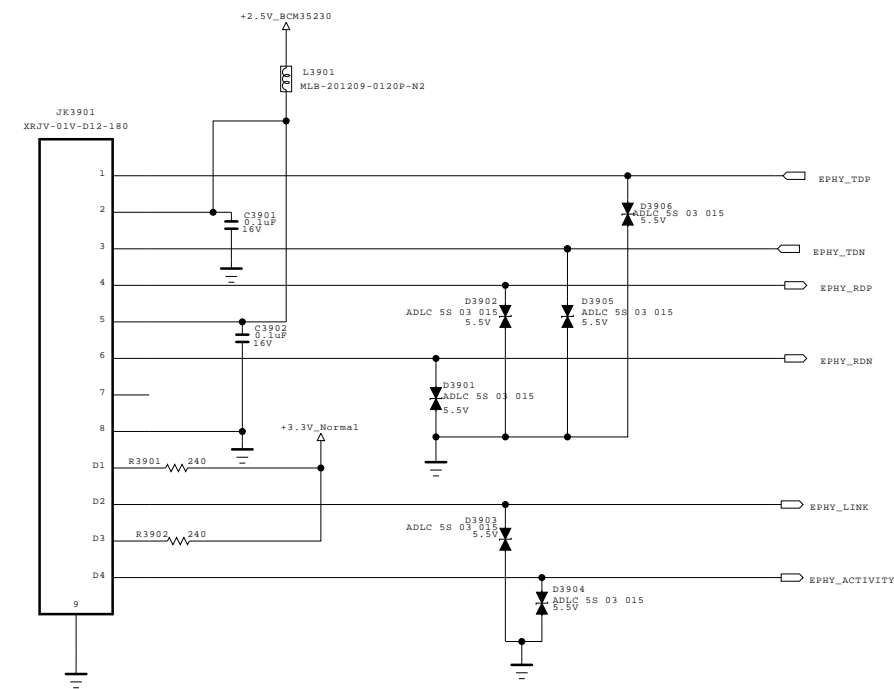 +2.5V_BCM35230
L3901
MLB-201209-0120P-N2
JK3901
XRJV-01V-D12-180
1
EPHY_TDP
2
C3901
0.1uF
16V
D3906
ADLC 5S 03 015
5.5V
3
EPHY_TDN
4
EPHY_RDP
D3902
ADLC 5S 03 015
5.5V
D3905
ADLC 5S 03 015
5.5V
5
C3902
0.1uF
16V
6
EPHY_RDN
D3901
ADLC 5S 03 015
5.5V
7
8
+3.3V_Normal
D1
R3901 240
D2
EPHY_LINK
D3903
ADLC 5S 03 015
5.5V
D3
R3902 240
D4
EPHY_ACTIVITY
D3904
ADLC 5S 03 015
5.5V
9